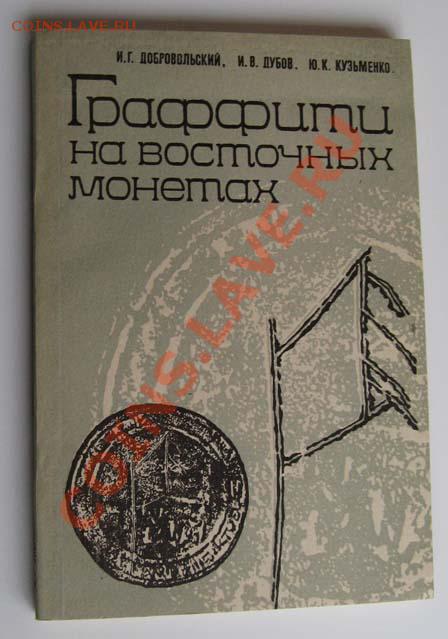 COINS.LAVE.RU
И.Г. ДОБРОВОЛЬСКИЙ, И.В. ДУБОВ. Ю.К. КУЗЬМЕНКО.
Граффити
на восточных
монетах
COINS.LAVE.RU